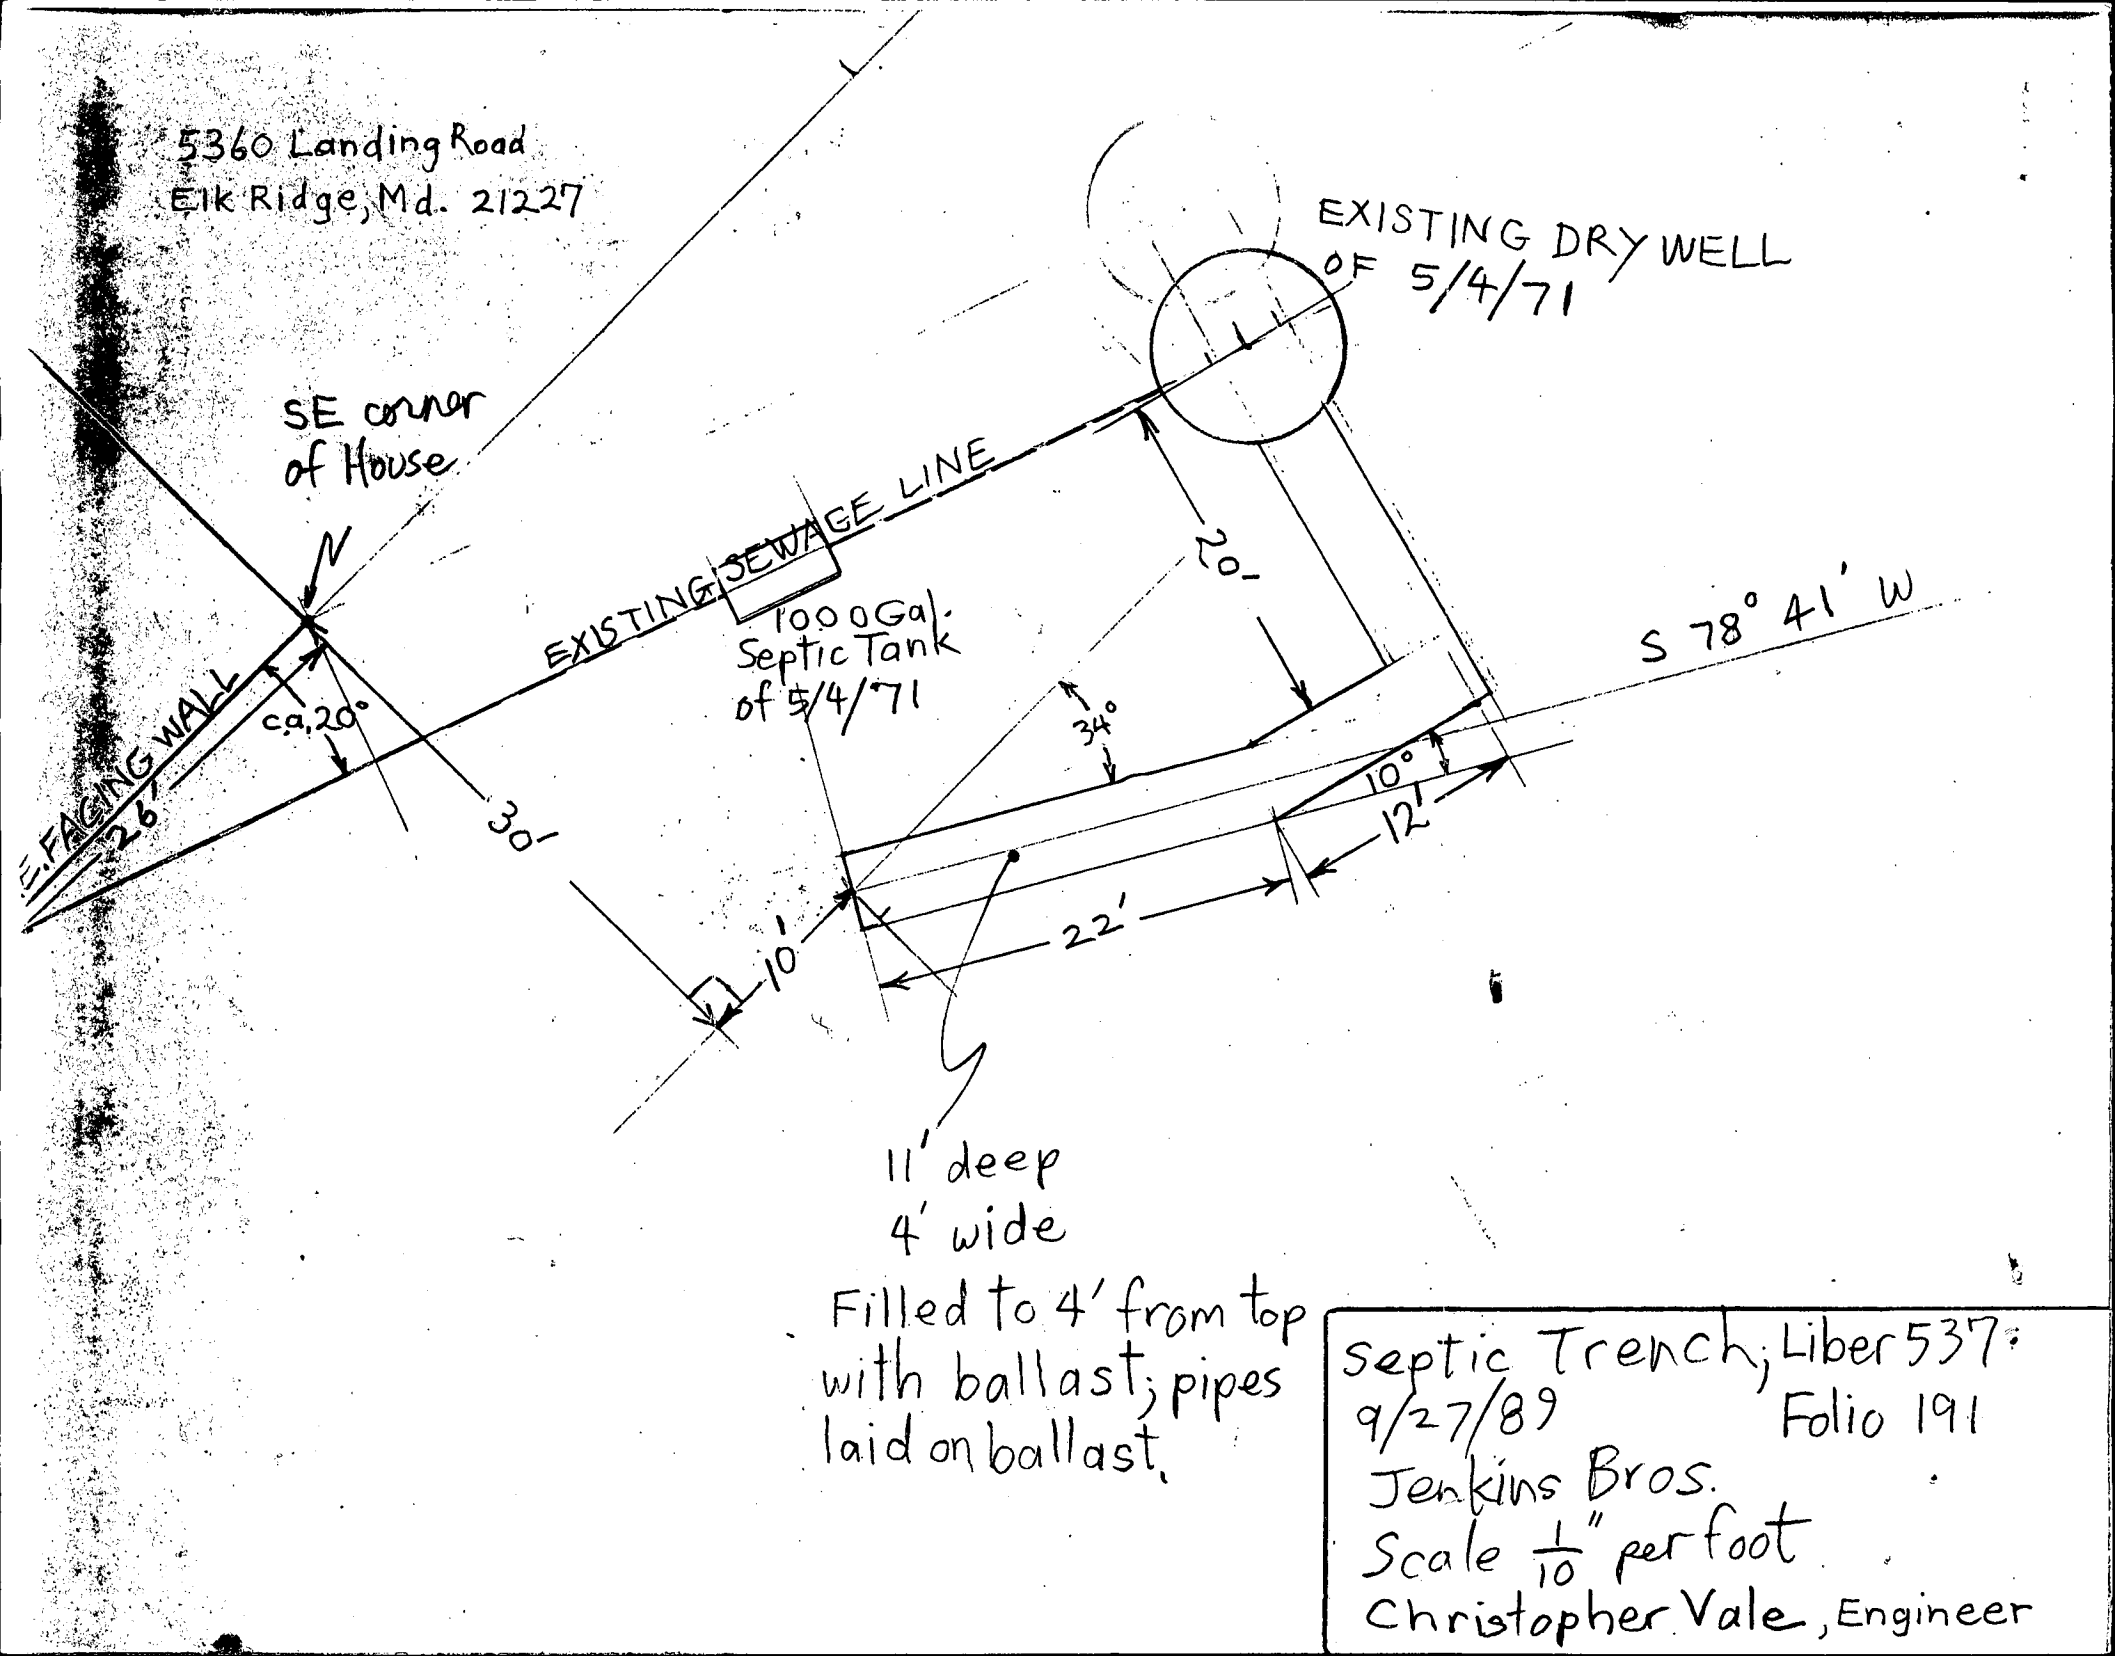 5360 Landing Road
Elk Ridge, Md. 21227
EXISTING DRY WELL
OF 5/4/71
SE corner
of House
EXISTING SEWAGE LINE
1000 Gal.
Septic Tank
of 5/4/71
20'
S 78° 41' W
34°
ca. 20°
E. FACING WALL
26'
30'
10°
12'
22'
10'
11' deep
4' wide
Filled to 4' from top
with ballast; pipes
laid on ballast.
Septic Trench; Liber 537:
9/27/89 Folio 191
Jenkins Bros.
Scale 1/10" per foot
Christopher Vale, Engineer